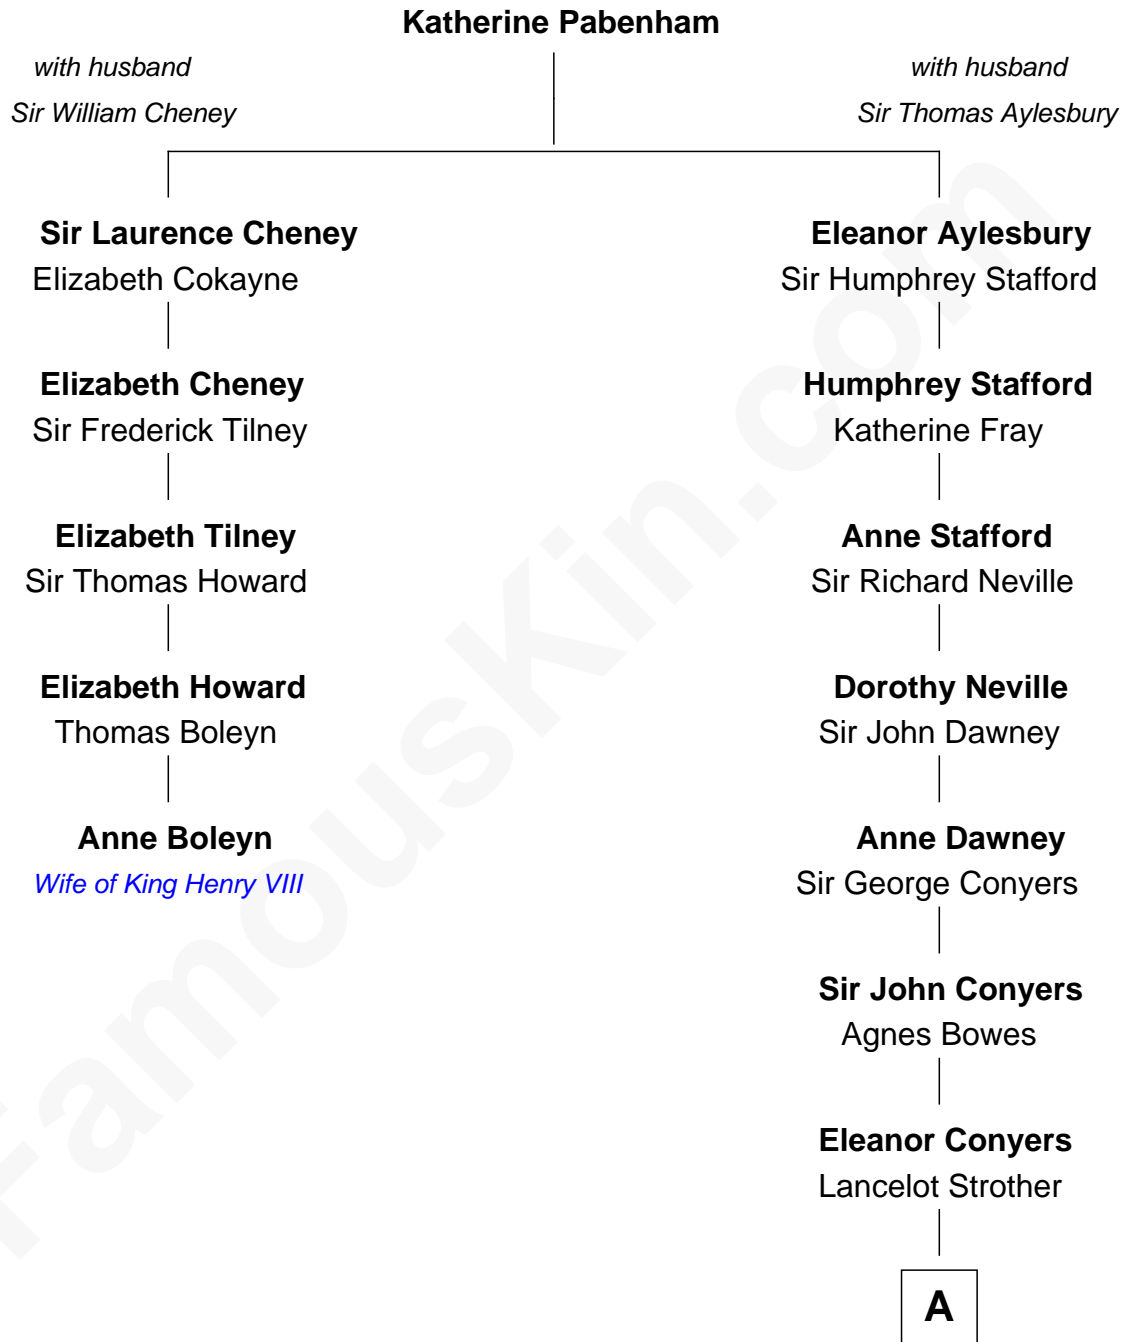 Katherine Pabenham
with husband
Sir William Cheney
with husband
Sir Thomas Aylesbury
Sir Laurence Cheney
Elizabeth Cokayne
Elizabeth Cheney
Sir Frederick Tilney
Elizabeth Tilney
Sir Thomas Howard
Elizabeth Howard
Thomas Boleyn
Anne Boleyn
Wife of King Henry VIII
Eleanor Aylesbury
Sir Humphrey Stafford
Humphrey Stafford
Katherine Fray
Anne Stafford
Sir Richard Neville
Dorothy Neville
Sir John Dawney
Anne Dawney
Sir George Conyers
Sir John Conyers
Agnes Bowes
Eleanor Conyers
Lancelot Strother
A
FamousKin.com